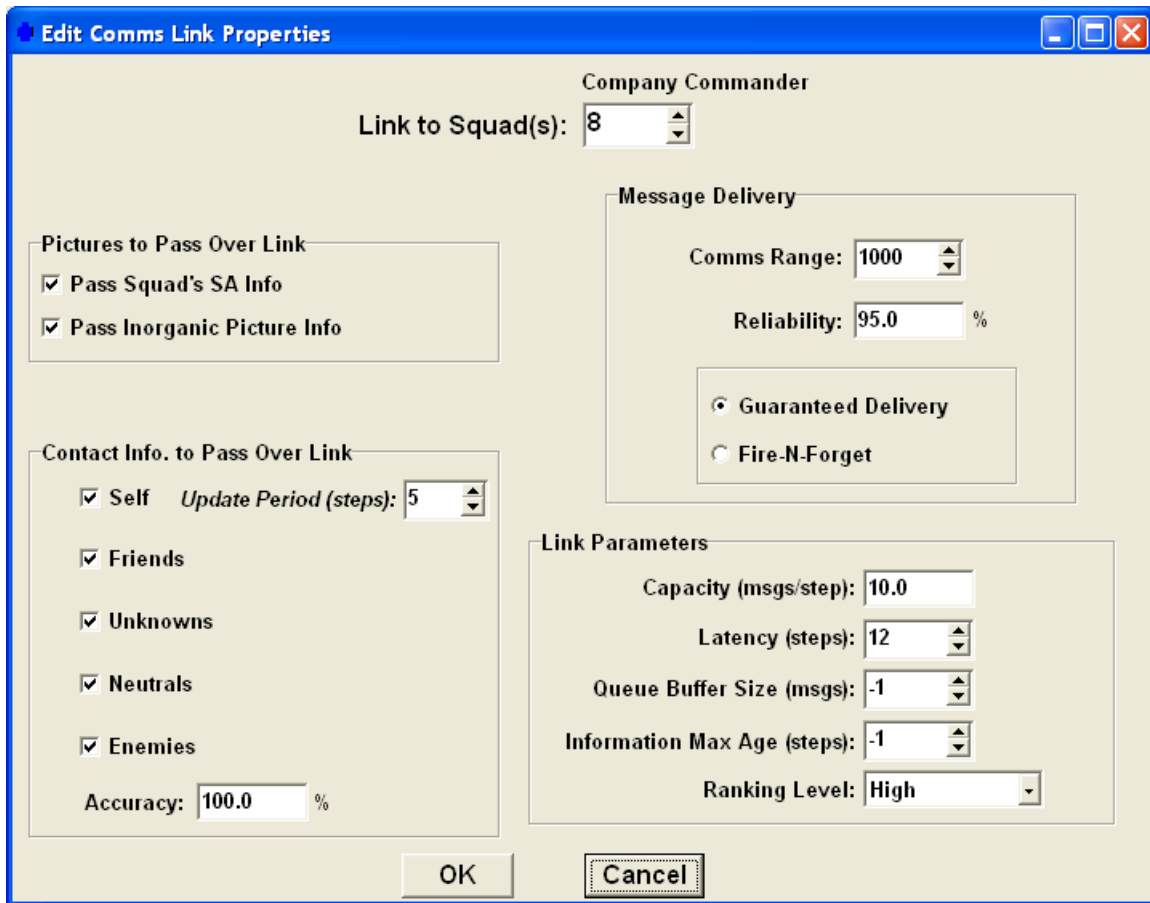 Edit Comms Link Properties
Company Commander
Link to Squad(s): 8
Message Delivery
Comms Range: 1000
Reliability: 95.0 %
Guaranteed Delivery
Fire-N-Forget
Pictures to Pass Over Link
Pass Squad's SA Info
Pass Inorganic Picture Info
Contact Info. to Pass Over Link
Self Update Period (steps): 5
Friends
Unknowns
Neutrals
Enemies
Accuracy: 100.0 %
Link Parameters
Capacity (msgs/step): 10.0
Latency (steps): 12
Queue Buffer Size (msgs): -1
Information Max Age (steps): -1
Ranking Level: High
OK Cancel